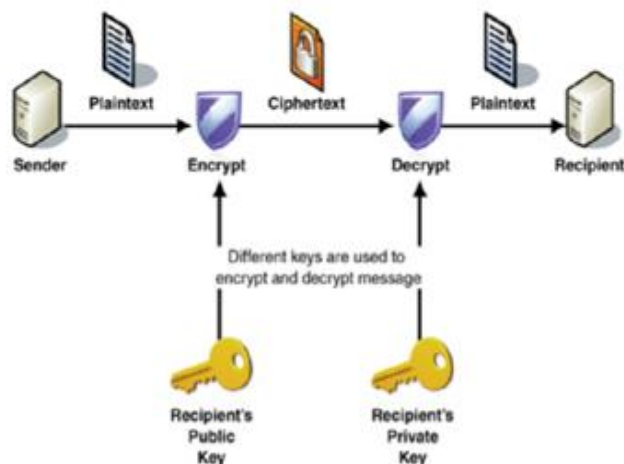 Plaintext
Ciphertext
Plaintext
Sender
Encrypt
Decrypt
Recipient
Different keys are used to
encrypt and decrypt message
Recipient's
Public
Key
Recipient's
Private
Key